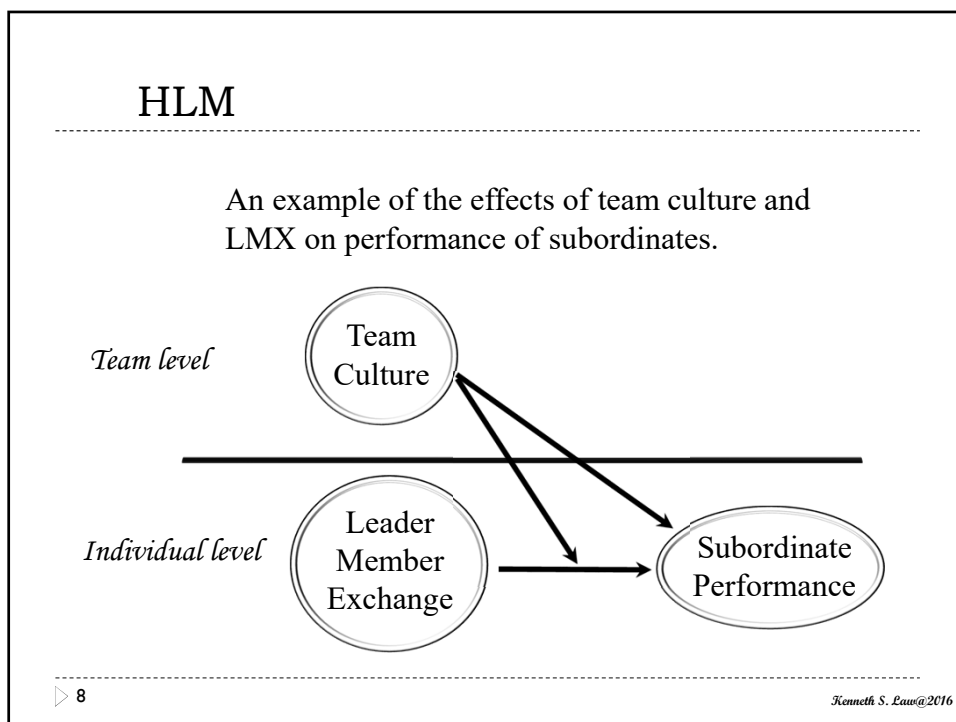 HLM
An example of the effects of team culture and
LMX on performance of subordinates.
Team level
Team
Culture
Individual level
Leader
Member
Exchange
Subordinate
Performance
8
Kenneth S. Law@2016